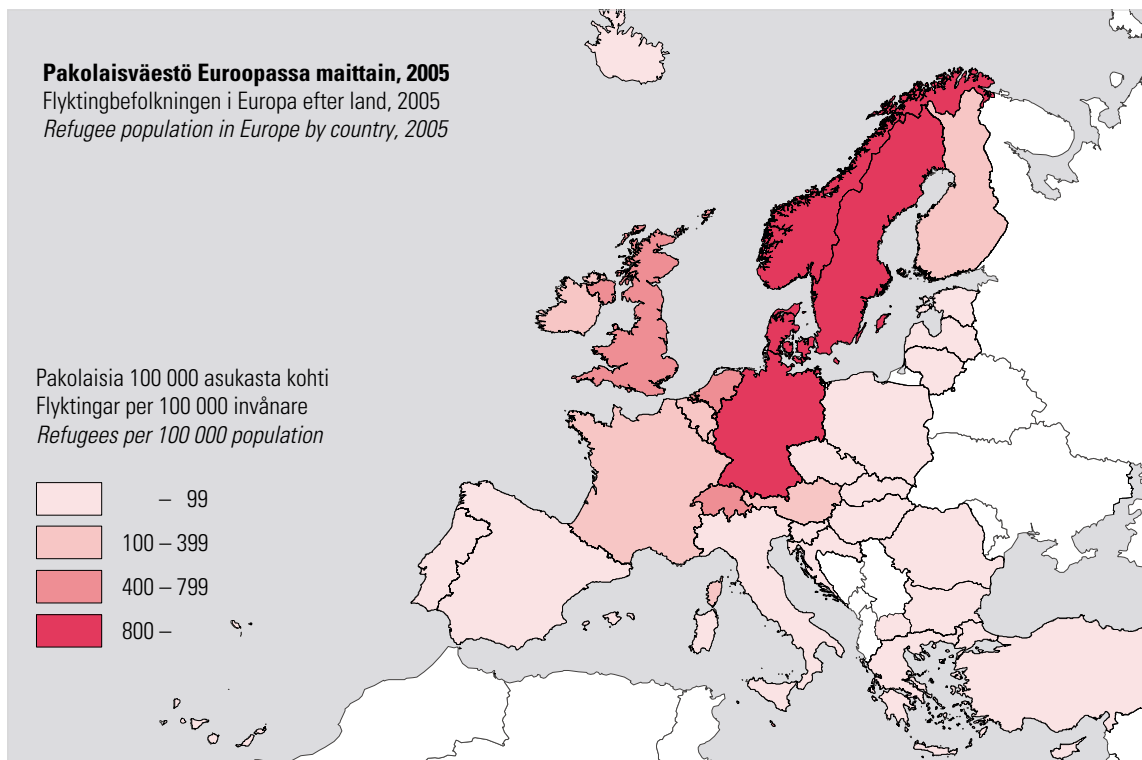 Pakolaisväestö Euroopassa maittain, 2005
Flyktingbefolkningen i Europa efter land, 2005
Refugee population in Europe by country, 2005
Pakolaisia 100 000 asukasta kohti
Flyktingar per 100 000 invånare
Refugees per 100 000 population
– 99
100 – 399
400 – 799
800 –